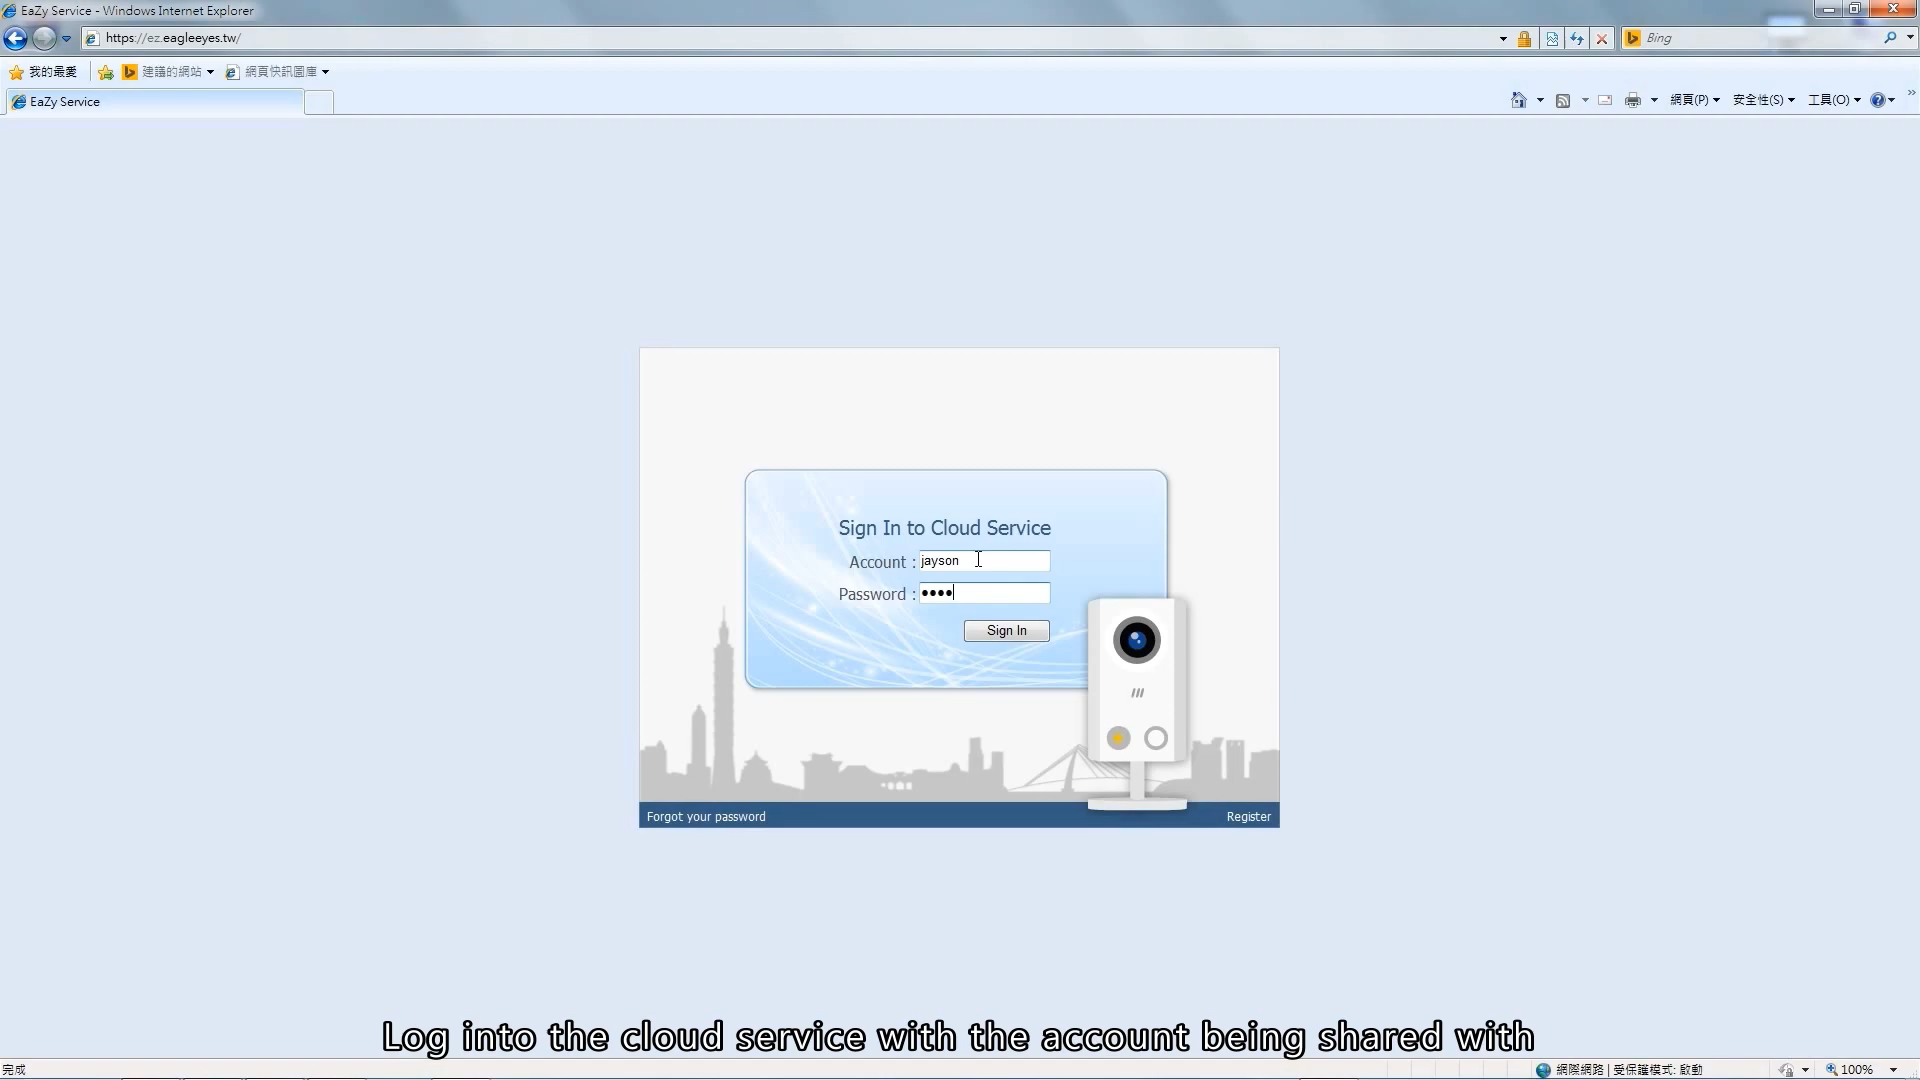 EaZy Service - Windows Internet Explorer
https://ez.eagleeyes.tw/
Bing
我的最愛
建議的網站
網頁快訊圖庫
EaZy Service
網頁(P)
安全性(S)
工具(O)
»
Sign In to Cloud Service
Account : jayson
Password : ••••
Sign In
Forgot your password
Register
Log into the cloud service with the account being shared with
完成
網際網路 | 受保護模式: 啟動
100%